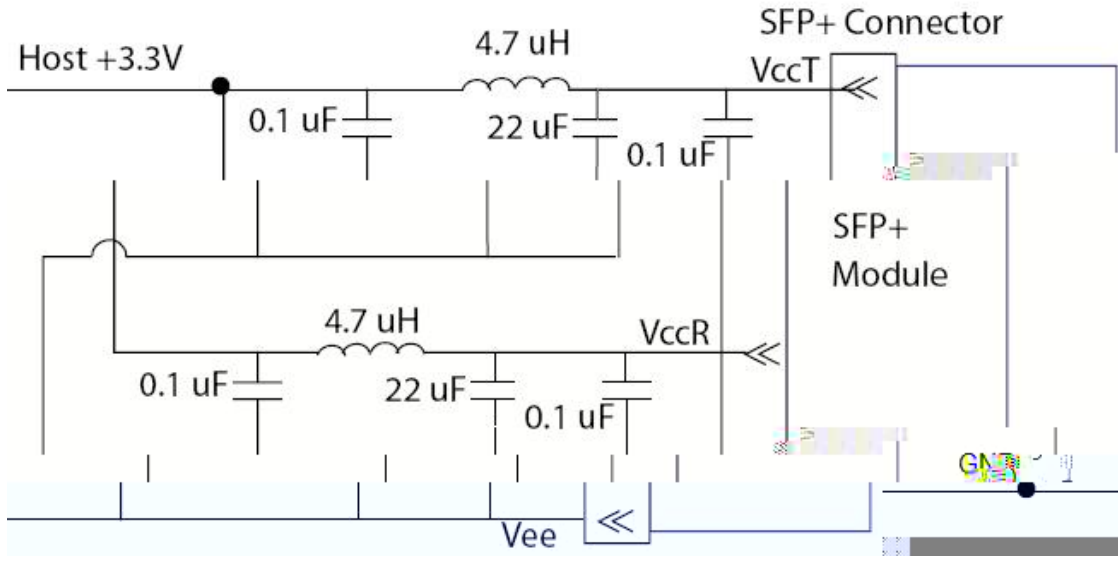 SFP+ Connector
4.7 uH
Host +3.3V
VccT
0.1 uF
22 uF
0.1 uF
SFP+
Module
4.7 uH
VccR
0.1 uF
22 uF
0.1 uF
Vee